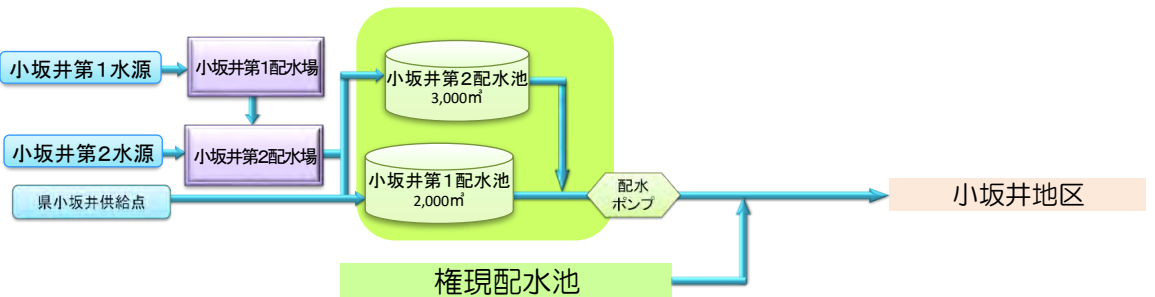 小坂井第1水源
小坂井第1配水場
小坂井第2配水池
3,000㎥
小坂井第2水源
小坂井第2配水場
県小坂井供給点
小坂井第1配水池
2,000㎥
配水
ポンプ
小坂井地区
権現配水池